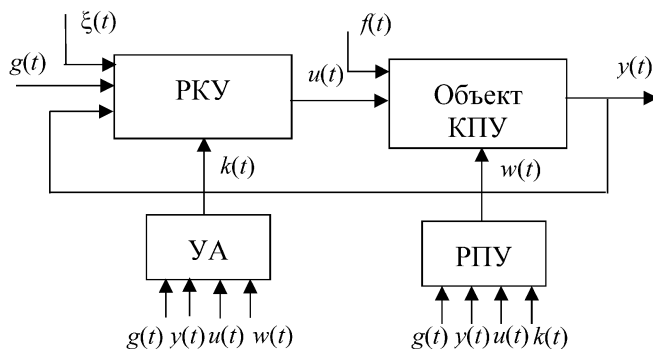 ξ(t)
f(t)
g(t)
u(t)
y(t)
РКУ
Объект
КПУ
k(t)
w(t)
УА
РПУ
g(t) y(t) u(t) w(t)
g(t) y(t) u(t) k(t)